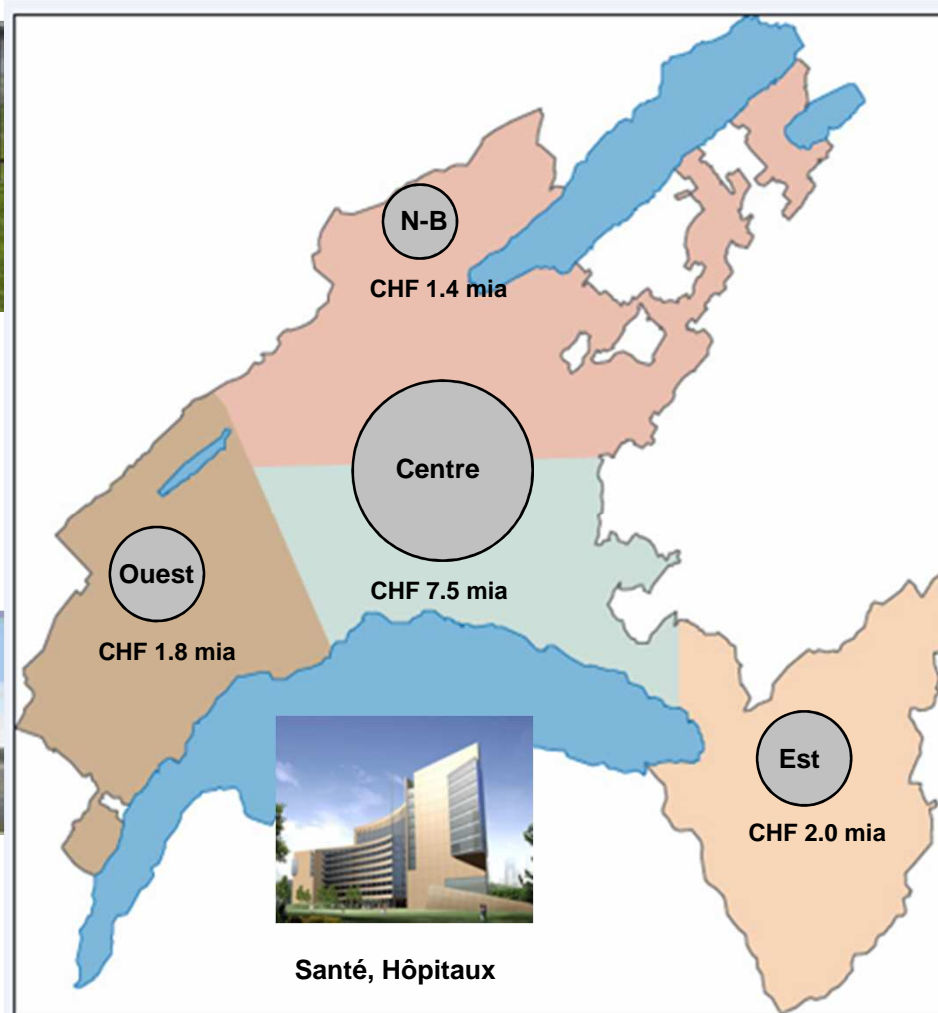 N-B
CHF 1.4 mia
Centre
CHF 7.5 mia
Ouest
CHF 1.8 mia
Est
CHF 2.0 mia
Santé, Hôpitaux